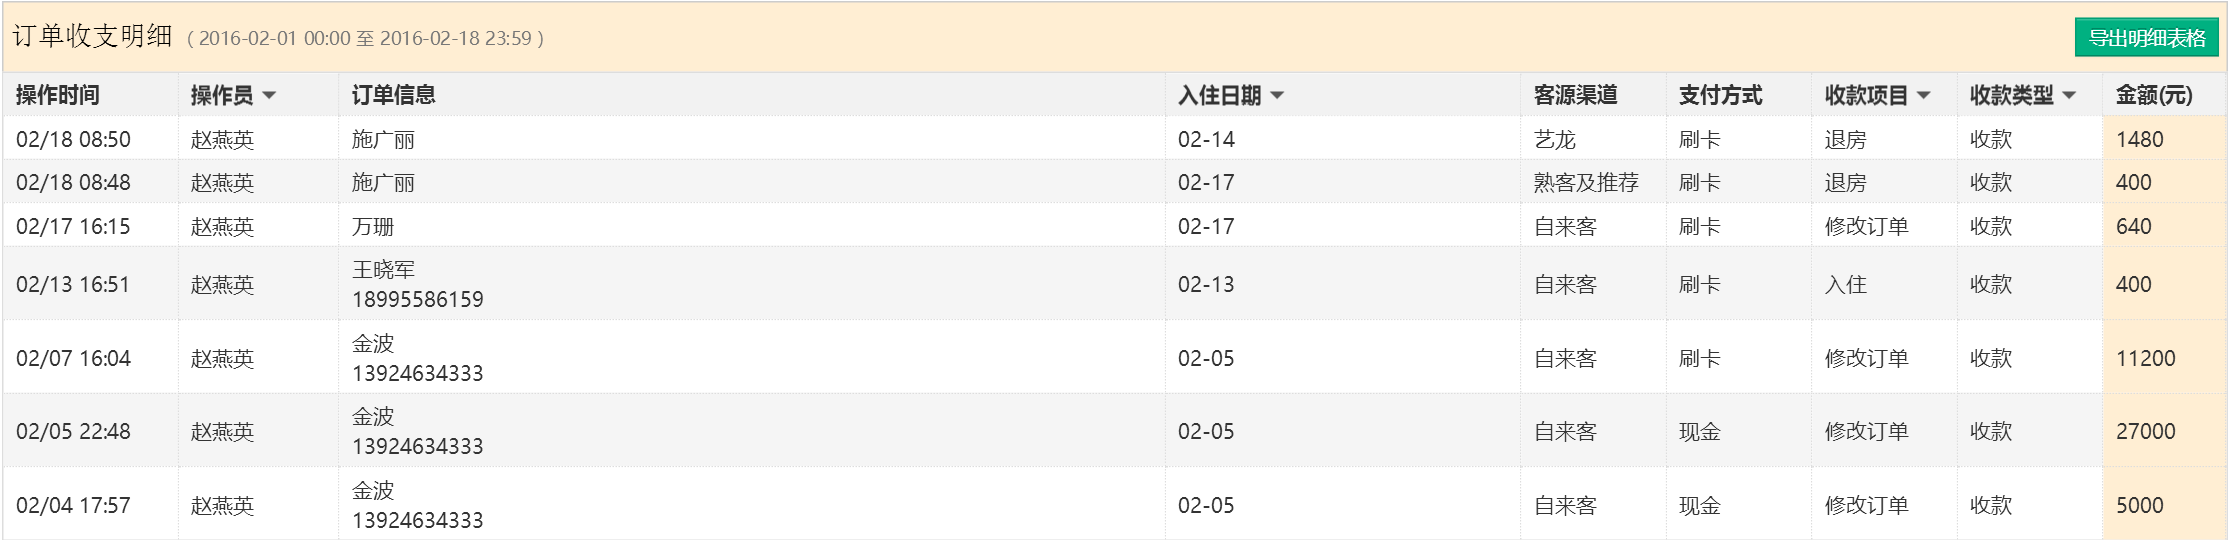 订单收支明细 ( 2016-02-01 00:00 至 2016-02-18 23:59 ) 导出明细表格
操作时间 操作员 订单信息 入住日期 客源渠道 支付方式 收款项目 收款类型 金额(元)
02/18 08:50 赵燕英 施广丽 02-14 艺龙 刷卡 退房 收款 1480
02/18 08:48 赵燕英 施广丽 02-17 熟客及推荐 刷卡 退房 收款 400
02/17 16:15 赵燕英 万珊 02-17 自来客 刷卡 修改订单 收款 640
02/13 16:51 赵燕英 王晓军 02-13 自来客 刷卡 入住 收款 400
18995586159
02/07 16:04 赵燕英 金波 02-05 自来客 刷卡 修改订单 收款 11200
13924634333
02/05 22:48 赵燕英 金波 02-05 自来客 现金 修改订单 收款 27000
13924634333
02/04 17:57 赵燕英 金波 02-05 自来客 现金 修改订单 收款 5000
13924634333